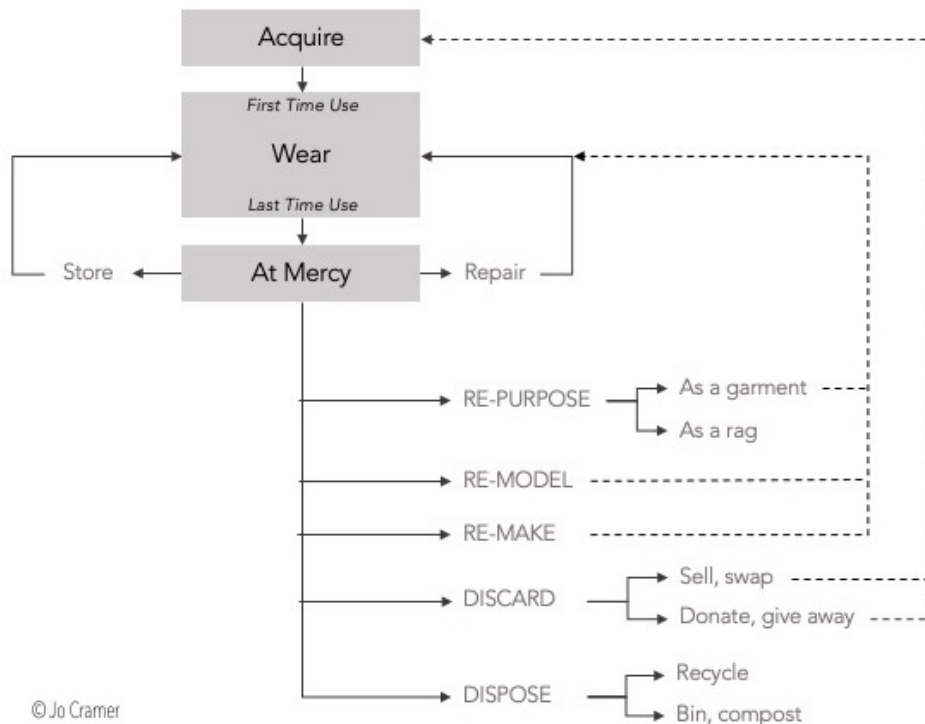 Acquire
First Time Use
Wear
Last Time Use
At Mercy
Store
Repair
RE-PURPOSE
As a garment
As a rag
RE-MODEL
RE-MAKE
DISCARD
Sell, swap
Donate, give away
DISPOSE
Recycle
Bin, compost
© Jo Cramer